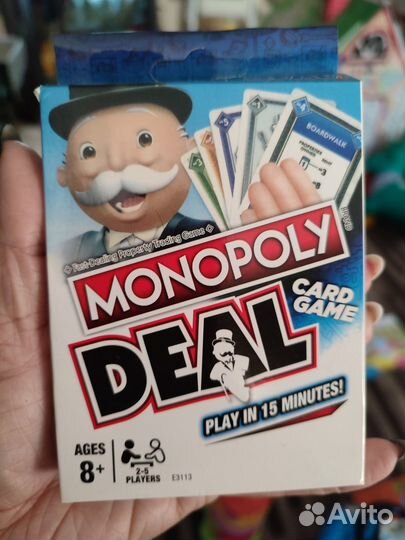 BOARDWALK
Fast-Dealing Property Trading Game
MONOPOLY
DEAL
CARD
GAME
PLAY IN 15 MINUTES!
AGES
8+
2-5
PLAYERS
E3113
Avito